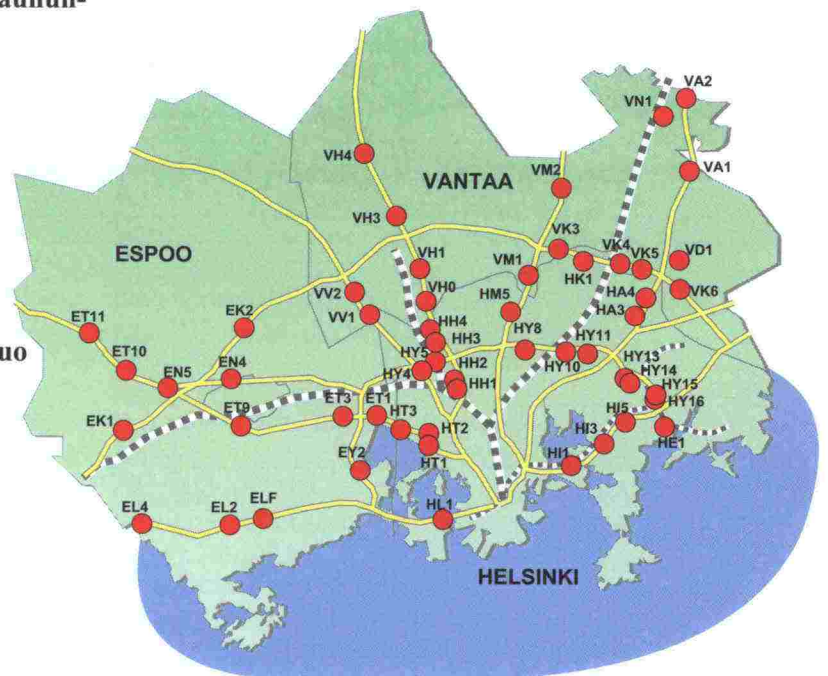 aunun-
VA2
VN1
VH4
VANTAA
VM2
VA1
VH3
VK3
ESPOO
VK4
VK5
VD1
VH1
VM1
HK1
VV2
VH0
HA4
VK6
EK2
VV1
HM5
HA3
ET11
HH4
HH3
HY8
HY11
uo
ET10
HY5
HH2
EN5
EN4
HY4
HY10
HY13
HY14
HH1
HY15
HY16
EK1
ET9
ET3
ET1
HT3
HT2
HI5
HE1
EY2
HT1
HI3
HI1
EL4
EL2
ELF
HL1
HELSINKI